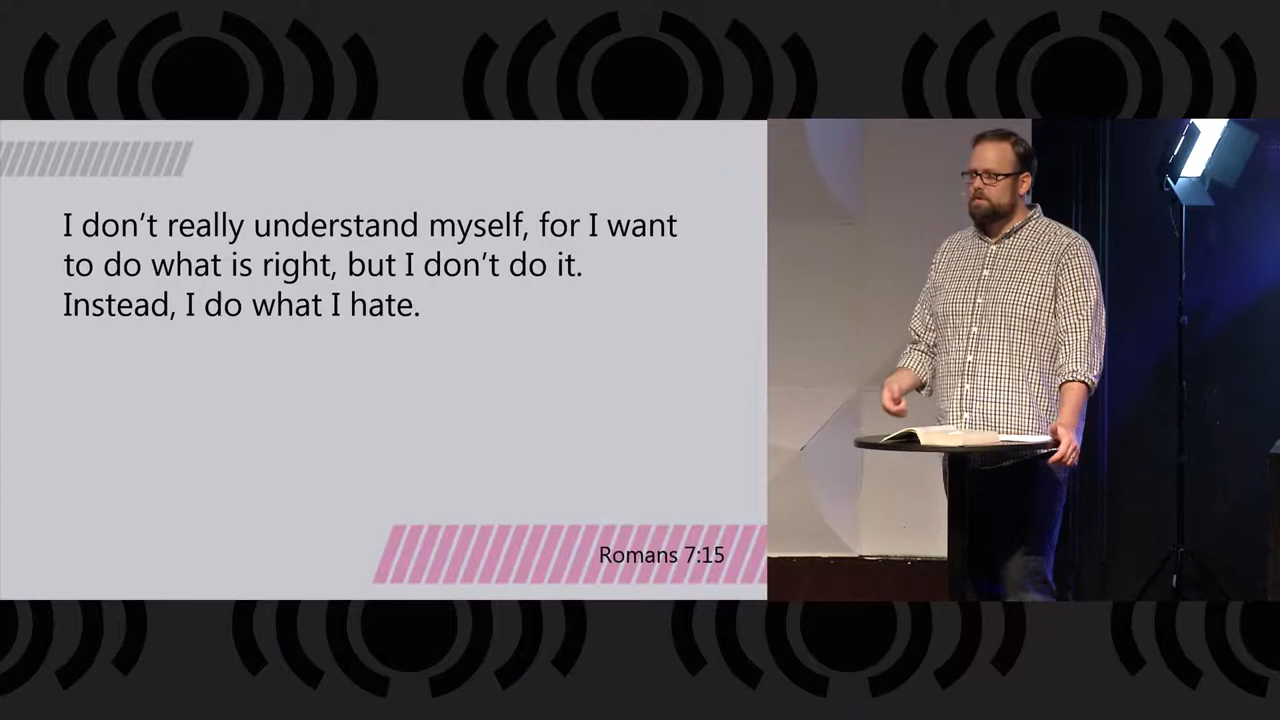 I don’t really understand myself, for I want
to do what is right, but I don’t do it.
Instead, I do what I hate.
Romans 7:15